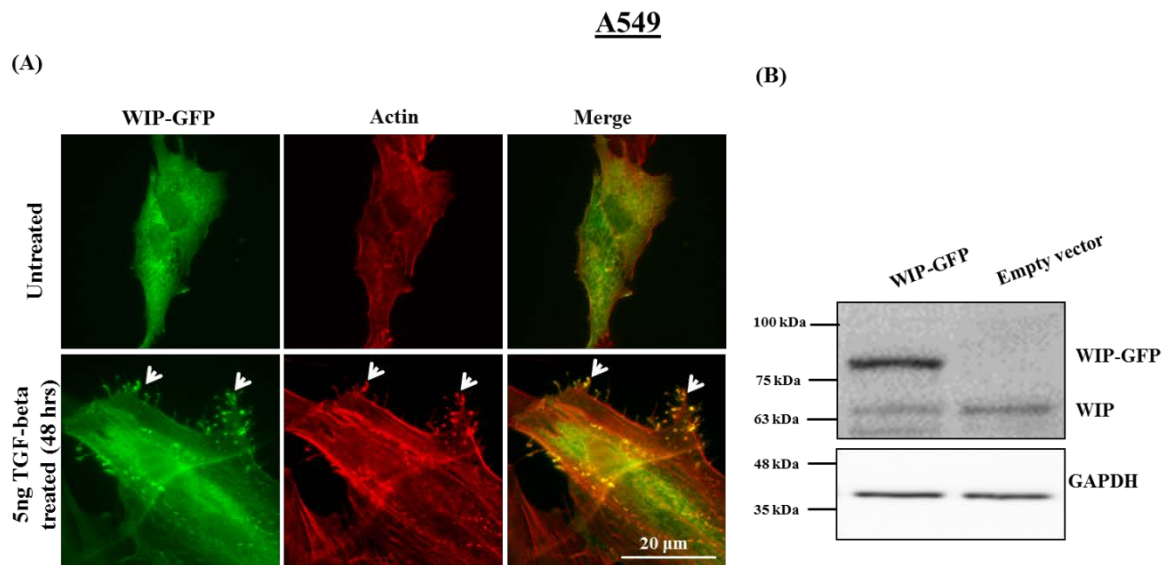 A549
(A)
(B)
WIP-GFP
Actin
Merge
Untreated
5ng TGF-beta
treated (48 hrs)
20 µm
WIP-GFP
Empty vector
100 kDa
75 kDa
63 kDa
48 kDa
35 kDa
WIP-GFP
WIP
GAPDH